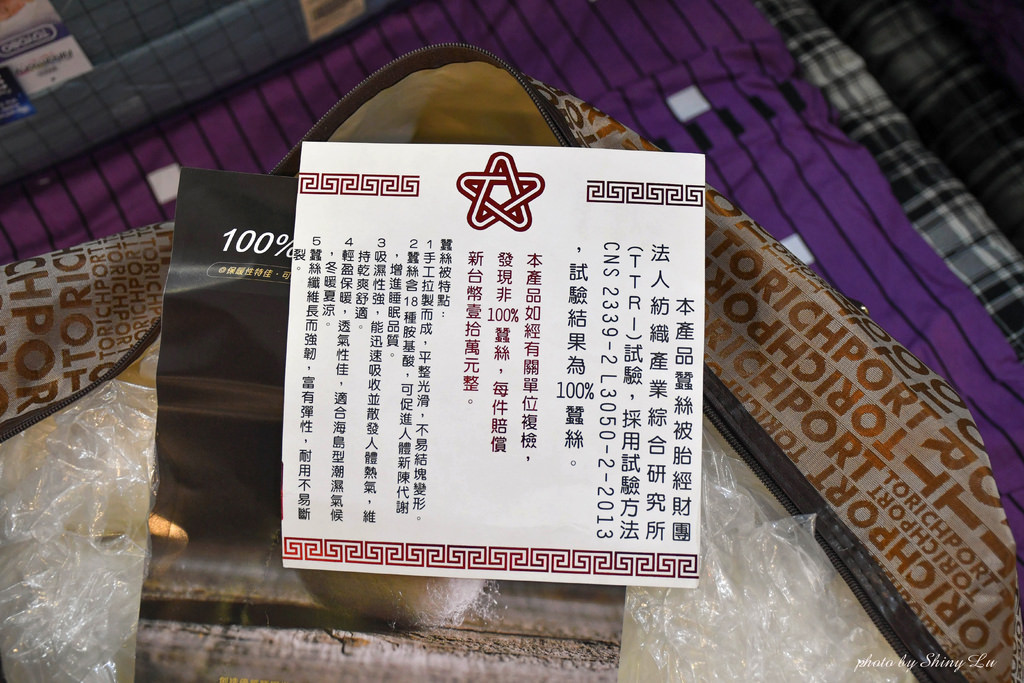 本產品蠶絲被胎經財團
法人紡織產業綜合研究所
(TTRI)試驗，採用試驗方法
CNS 2339-2 L3050-2-2013
，試驗結果為100%蠶絲。
本產品如經有關單位複檢，
發現非100%蠶絲，每件賠償
新台幣壹拾萬元整。
蠶絲被特點：
1手工拉製而成，平整光滑，不易結塊變形。
2蠶絲含18種胺基酸，可促進人體新陳代謝
，增進睡眠品質。
3吸濕性強，能迅速吸收並散發人體熱氣，維
持乾爽舒適。
4輕盈保暖，透氣性佳，適合海島型潮濕氣候
，冬暖夏涼。
5蠶絲纖維長而強韌，富有彈性，耐用不易斷
裂。
100%
保暖性特佳．可
TORICHPORT
TORICHPORT
TORICHPORT
TORICHPORT
TORICHPORT
photo by Shiny Lu